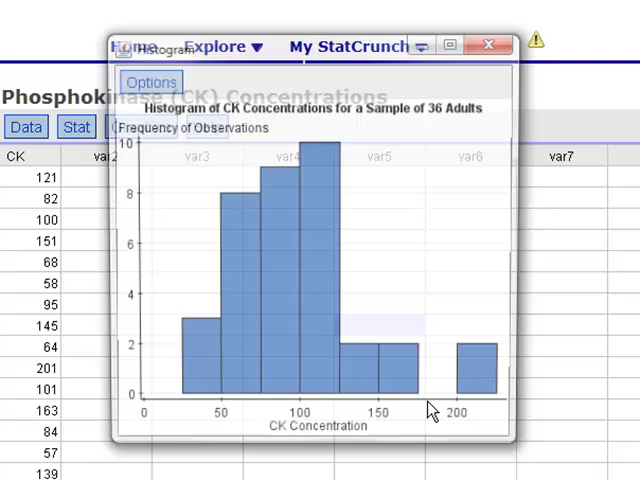 Home Explore ▼ My StatCrunch
Histogram
Phosphokinase (CK) Concentrations
Options
Data Stat
Histogram of CK Concentrations for a Sample of 36 Adults
Frequency of Observations
CK var2 var3 var4 var5 var6 var7
121
82
100
151
68
58
95
145
64
201
101
163
84
57
139
10
8
6
4
2
0
0 50 100 150 200
CK Concentration